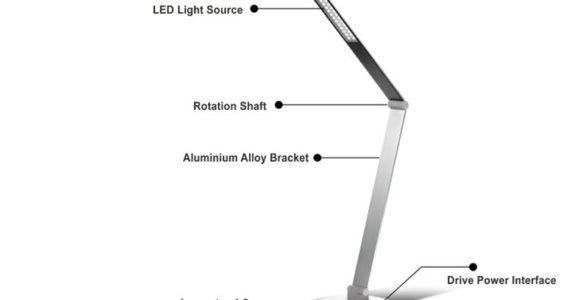 LED Light Source
Rotation Shaft
Aluminium Alloy Bracket
Drive Power Interface